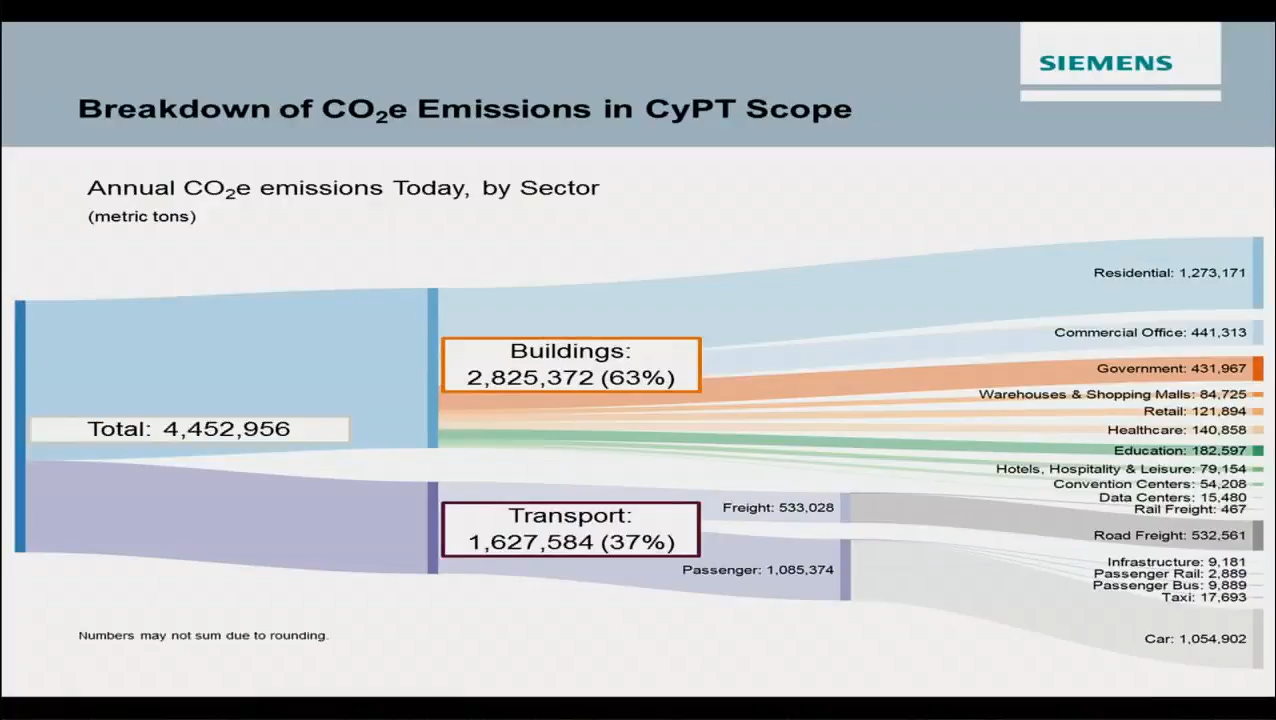 SIEMENS
Breakdown of CO₂e Emissions in CyPT Scope
Annual CO₂e emissions Today, by Sector
(metric tons)
Residential: 1,273,171
Commercial Office: 441,313
Buildings:
2,825,372 (63%)
Government: 431,967
Warehouses & Shopping Malls: 84,725
Retail: 121,894
Total: 4,452,956
Healthcare: 140,858
Education: 182,597
Hotels, Hospitality & Leisure: 79,154
Convention Centers: 54,208
Data Centers: 15,480
Rail Freight: 467
Transport:
1,627,584 (37%)
Freight: 533,028
Road Freight: 532,561
Passenger: 1,085,374
Infrastructure: 9,181
Passenger Rail: 2,889
Passenger Bus: 9,889
Taxi: 17,693
Car: 1,054,902
Numbers may not sum due to rounding.